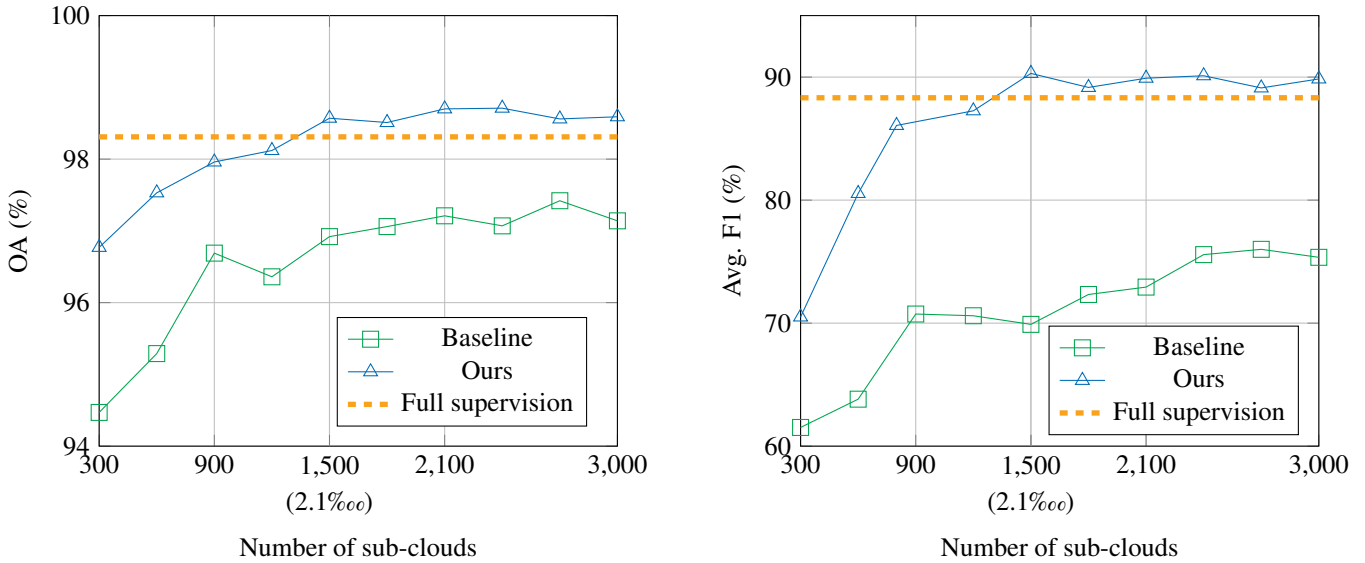 100
98
96
94
OA (%)
300
900
1,500
2,100
3,000
(2.1‱)
Number of sub-clouds
Baseline
Ours
Full supervision
90
80
70
60
Avg. F1 (%)
300
900
1,500
2,100
3,000
(2.1‱)
Number of sub-clouds
Baseline
Ours
Full supervision